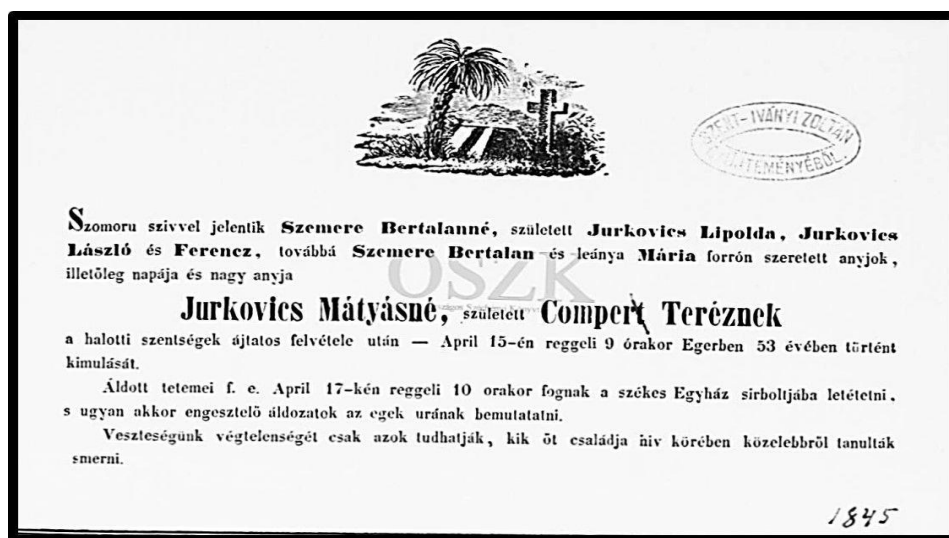 SZENT-IVÁNYI ZOLTÁN
GYŰJTEMÉNYÉBŐL.
Szomoru szivvel jelentik Szemere Bertalanné, született Jurkovics Lipolda, Jurkovics
László és Ferencz, továbbá Szemere Bertalan és leánya Mária forrón szeretett anyjok,
illetőleg napája és nagy anyja
OSZK
Jurkovics Mátyásné, született Compert Teréznek
a halotti szentségek ájtatos felvétele után — April 15-én reggeli 9 órakor Egerben 53 évében türtént
kimulását.
Áldott tetemei f. e. April 17-kén reggeli 10 orakor fognak a székes Egyház sirboltjába letétetni,
s ugyan akkor engesztelő áldozatok az egek urának bemutatatni.
Veszteségünk végtelenségét csak azok tudhatják, kik őt családja hiv körében közelebbről tanulták
smerni.
1845